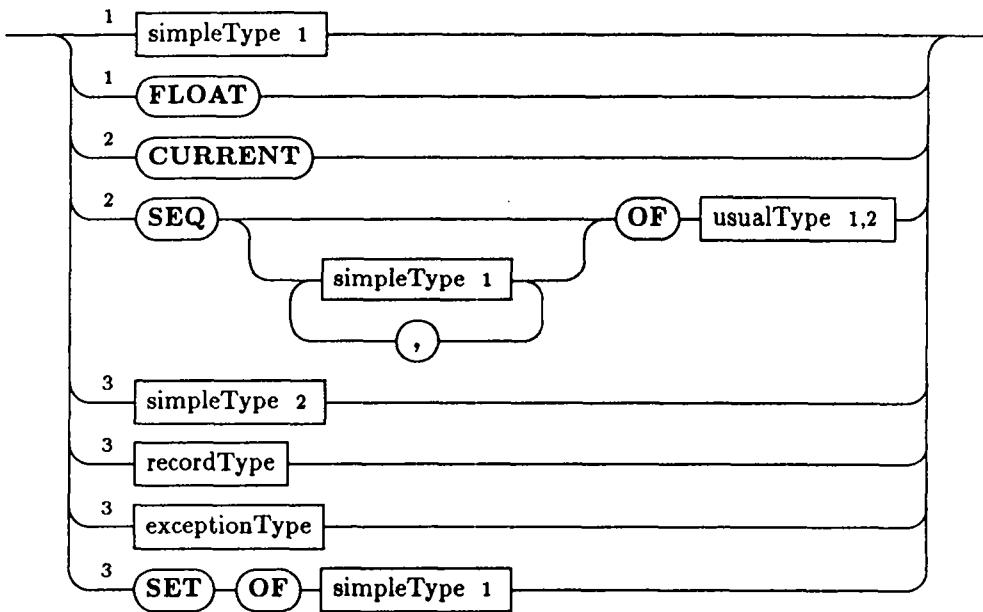 1 simpleType 1
1 FLOAT
2 CURRENT
2 SEQ OF usualType 1,2
simpleType 1
,
3 simpleType 2
3 recordType
3 exceptionType
3 SET OF simpleType 1